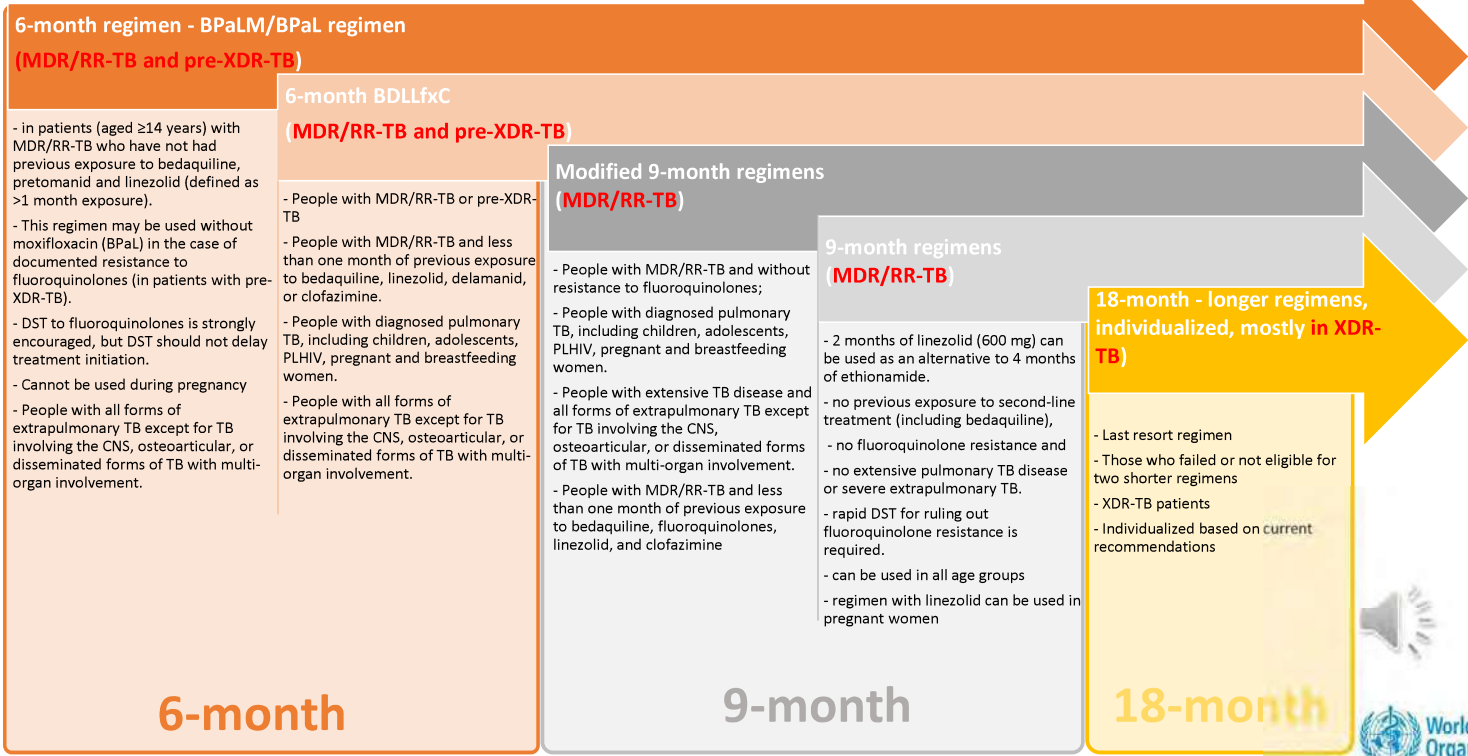 6-month regimen - BPaLM/BPaL regimen
(MDR/RR-TB and pre-XDR-TB)
- in patients (aged ≥14 years) with
MDR/RR-TB who have not had
previous exposure to bedaquiline,
pretomanid and linezolid (defined as
>1 month exposure).
- This regimen may be used without
moxifloxacin (BPaL) in the case of
documented resistance to
fluoroquinolones (in patients with pre-
XDR-TB).
- DST to fluoroquinolones is strongly
encouraged, but DST should not delay
treatment initiation.
- Cannot be used during pregnancy
- People with all forms of
extrapulmonary TB except for TB
involving the CNS, osteoarticular, or
disseminated forms of TB with multi-
organ involvement.
6-month BDLLfxC
(MDR/RR-TB and pre-XDR-TB)
- People with MDR/RR-TB or pre-XDR-
TB
- People with MDR/RR-TB and less
than one month of previous exposure
to bedaquiline, linezolid, delamanid,
or clofazimine.
- People with diagnosed pulmonary
TB, including children, adolescents,
PLHIV, pregnant and breastfeeding
women.
- People with all forms of
extrapulmonary TB except for TB
involving the CNS, osteoarticular, or
disseminated forms of TB with multi-
organ involvement.
6-month
Modified 9-month regimens
(MDR/RR-TB)
- People with MDR/RR-TB and without
resistance to fluoroquinolones;
- People with diagnosed pulmonary
TB, including children, adolescents,
PLHIV, pregnant and breastfeeding
women.
- People with extensive TB disease and
all forms of extrapulmonary TB except
for TB involving the CNS,
osteoarticular, or disseminated forms
of TB with multi-organ involvement.
- People with MDR/RR-TB and less
than one month of previous exposure
to bedaquiline, fluoroquinolones,
linezolid, and clofazimine
9-month regimens
(MDR/RR-TB)
- 2 months of linezolid (600 mg) can
be used as an alternative to 4 months
of ethionamide.
- no previous exposure to second-line
treatment (including bedaquiline),
- no fluoroquinolone resistance and
- no extensive pulmonary TB disease
or severe extrapulmonary TB.
- rapid DST for ruling out
fluoroquinolone resistance is
required.
- can be used in all age groups
- regimen with linezolid can be used in
pregnant women
9-month
18-month - longer regimens,
individualized, mostly in XDR-
TB)
- Last resort regimen
- Those who failed or not eligible for
two shorter regimens
- XDR-TB patients
- Individualized based on current
recommendations
18-month